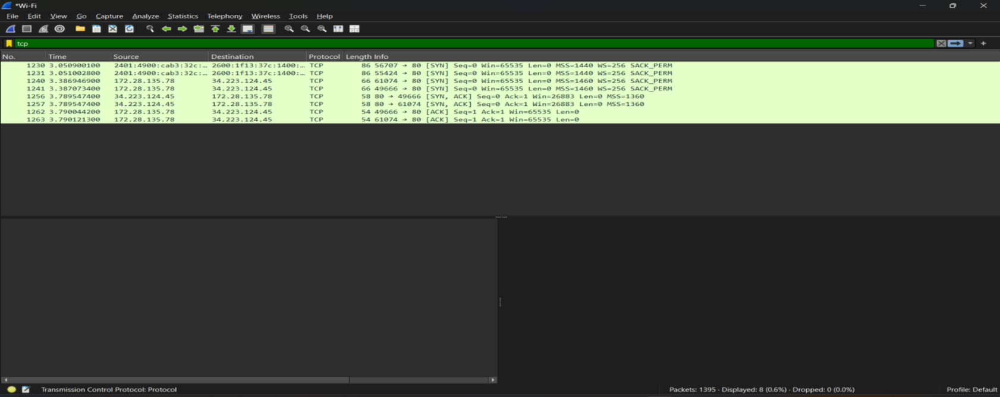 *Wi-Fi
File Edit View Go Capture Analyze Statistics Telephony Wireless Tools Help
tcp
No. Time Source Destination Protocol Length Info
1230 3.050900100 2401:4900:cab3:32c:… 2600:1f13:37c:1400:… TCP 86 56707 → 80 [SYN] Seq=0 Win=65535 Len=0 MSS=1440 WS=256 SACK_PERM
1231 3.051002800 2401:4900:cab3:32c:… 2600:1f13:37c:1400:… TCP 86 55424 → 80 [SYN] Seq=0 Win=65535 Len=0 MSS=1440 WS=256 SACK_PERM
1240 3.386946900 172.28.135.78 34.223.124.45 TCP 66 61074 → 80 [SYN] Seq=0 Win=65535 Len=0 MSS=1460 WS=256 SACK_PERM
1241 3.387073400 172.28.135.78 34.223.124.45 TCP 66 49666 → 80 [SYN] Seq=0 Win=65535 Len=0 MSS=1460 WS=256 SACK_PERM
1256 3.789547400 34.223.124.45 172.28.135.78 TCP 58 80 → 49666 [SYN, ACK] Seq=0 Ack=1 Win=26883 Len=0 MSS=1360
1257 3.789547400 34.223.124.45 172.28.135.78 TCP 58 80 → 61074 [SYN, ACK] Seq=0 Ack=1 Win=26883 Len=0 MSS=1360
1262 3.790044200 172.28.135.78 34.223.124.45 TCP 54 49666 → 80 [ACK] Seq=1 Ack=1 Win=65535 Len=0
1263 3.790121300 172.28.135.78 34.223.124.45 TCP 54 61074 → 80 [ACK] Seq=1 Ack=1 Win=65535 Len=0
Transmission Control Protocol: Protocol Packets: 1395 · Displayed: 8 (0.6%) · Dropped: 0 (0.0%) Profile: Default